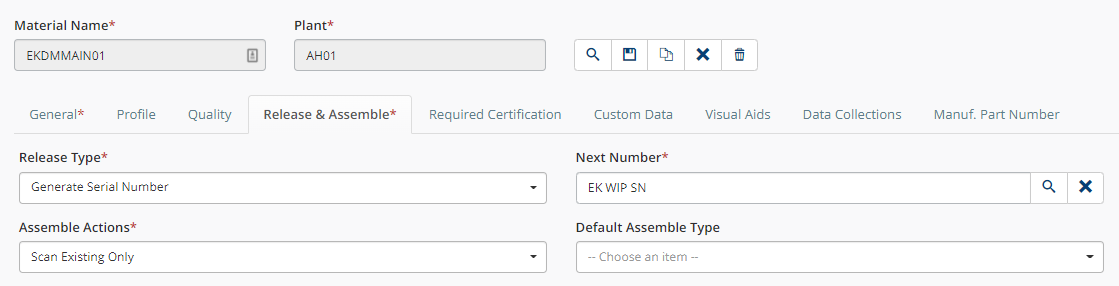 Material Name* Plant*
EKDMMAIN01 AH01
General* Profile Quality Release & Assemble* Required Certification Custom Data Visual Aids Data Collections Manuf. Part Number
Release Type* Next Number*
Generate Serial Number EK WIP SN
Assemble Actions* Default Assemble Type
Scan Existing Only -- Choose an item --